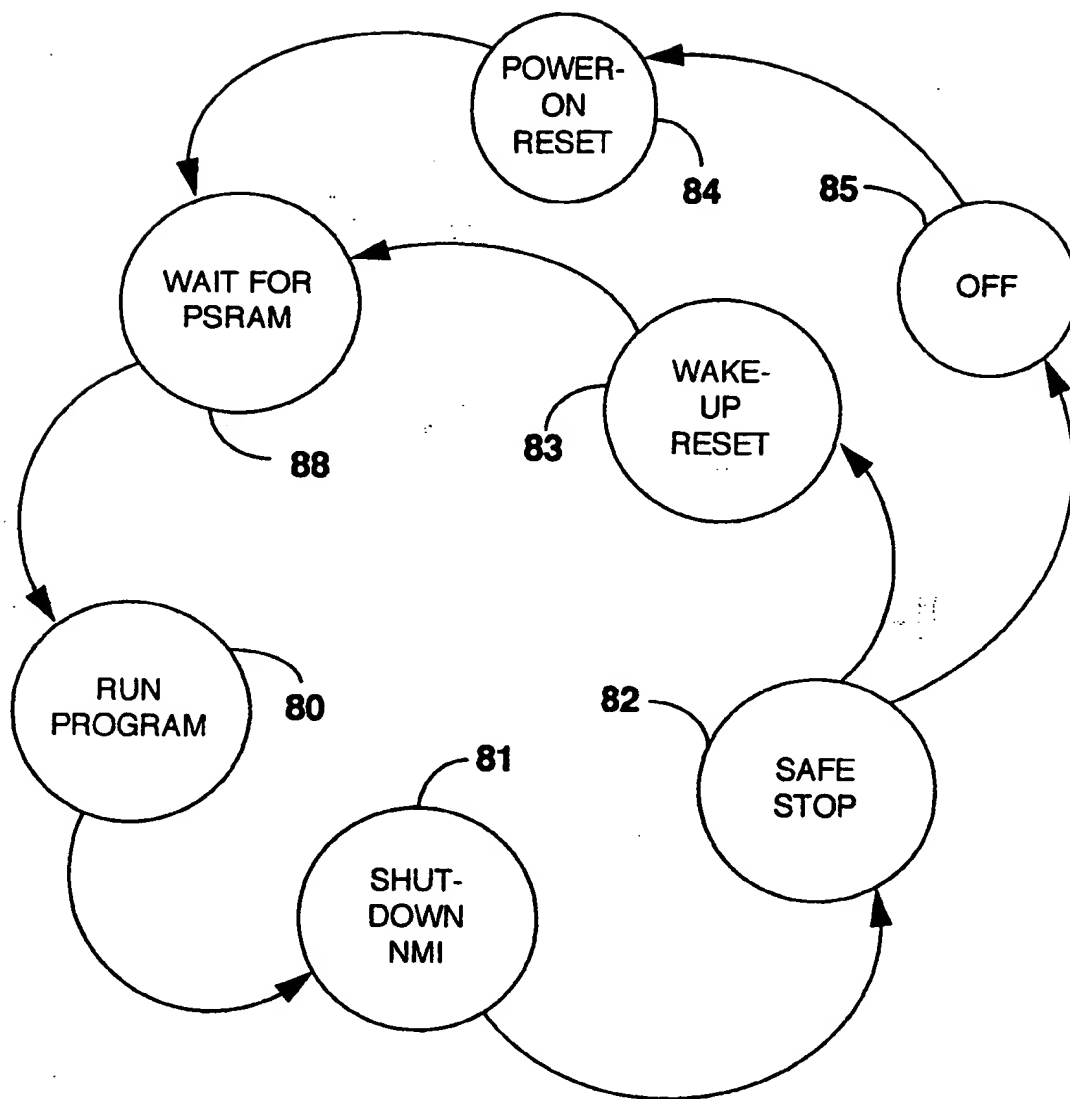 POWER-
ON
RESET
84
85
OFF
WAIT FOR
PSRAM
88
WAKE-
UP
RESET
83
RUN
PROGRAM
80
81
SHUT-
DOWN
NMI
82
SAFE
STOP